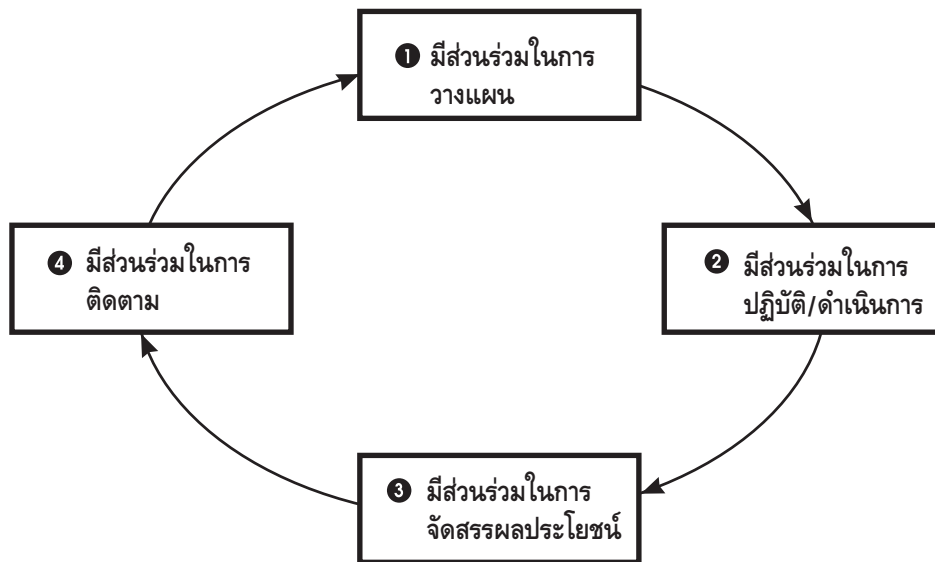 ❶ มีส่วนร่วมในการ
วางแผน
❷ มีส่วนร่วมในการ
ปฏิบัติ/ดำเนินการ
❸ มีส่วนร่วมในการ
จัดสรรผลประโยชน์
❹ มีส่วนร่วมในการ
ติดตาม